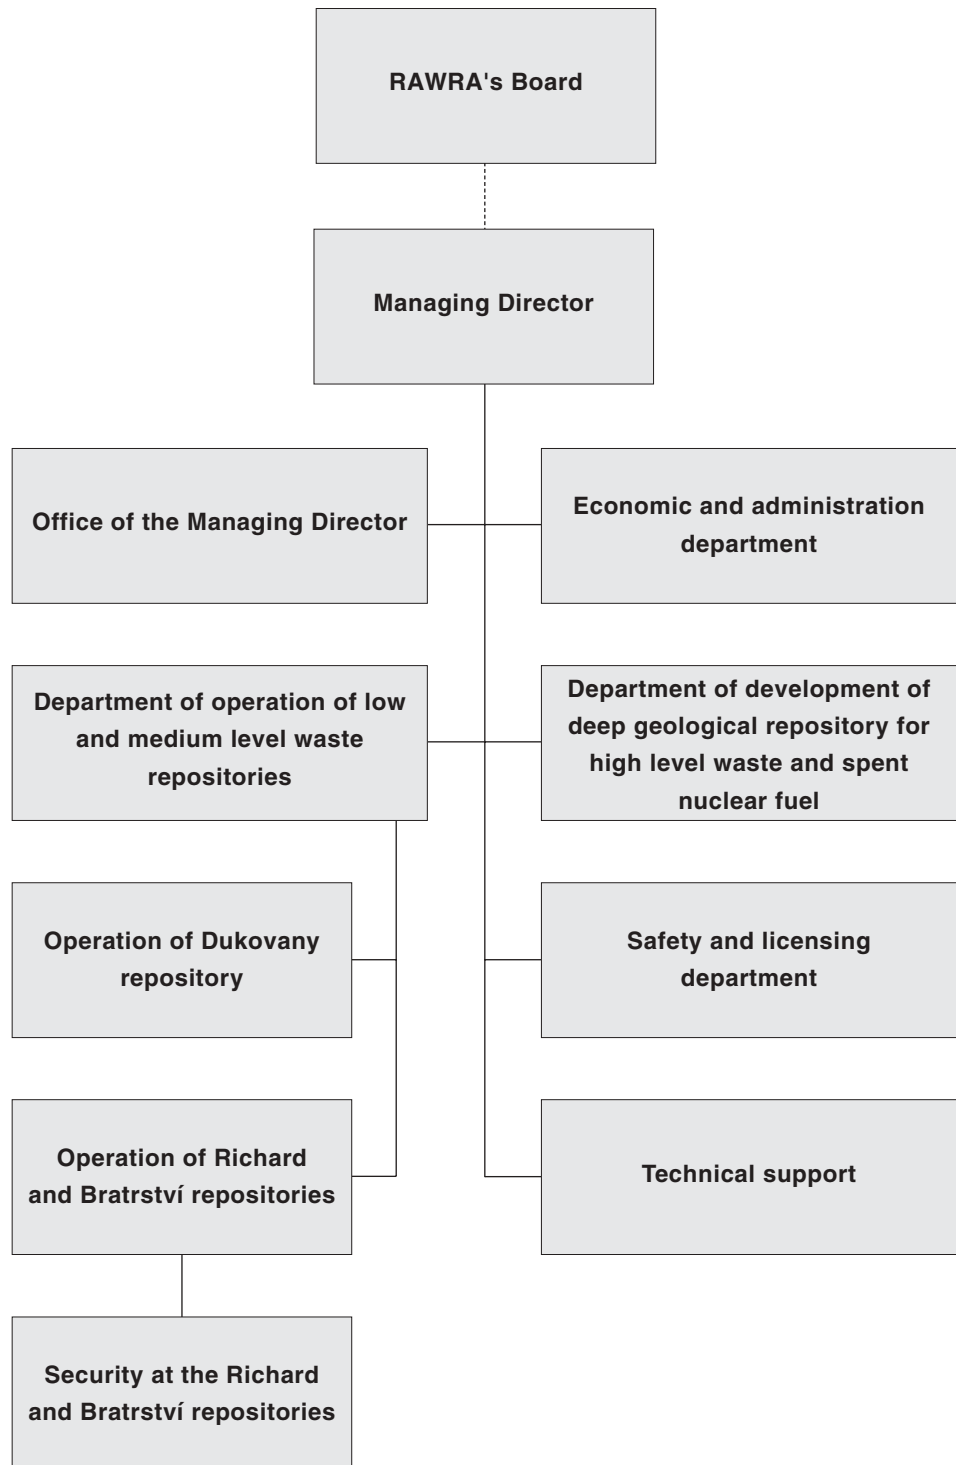 RAWRA's Board
Managing Director
Office of the Managing Director
Economic and administration
department
Department of operation of low
and medium level waste
repositories
Department of development of
deep geological repository for
high level waste and spent
nuclear fuel
Operation of Dukovany
repository
Safety and licensing
department
Operation of Richard
and Bratrství repositories
Technical support
Security at the Richard
and Bratrství repositories